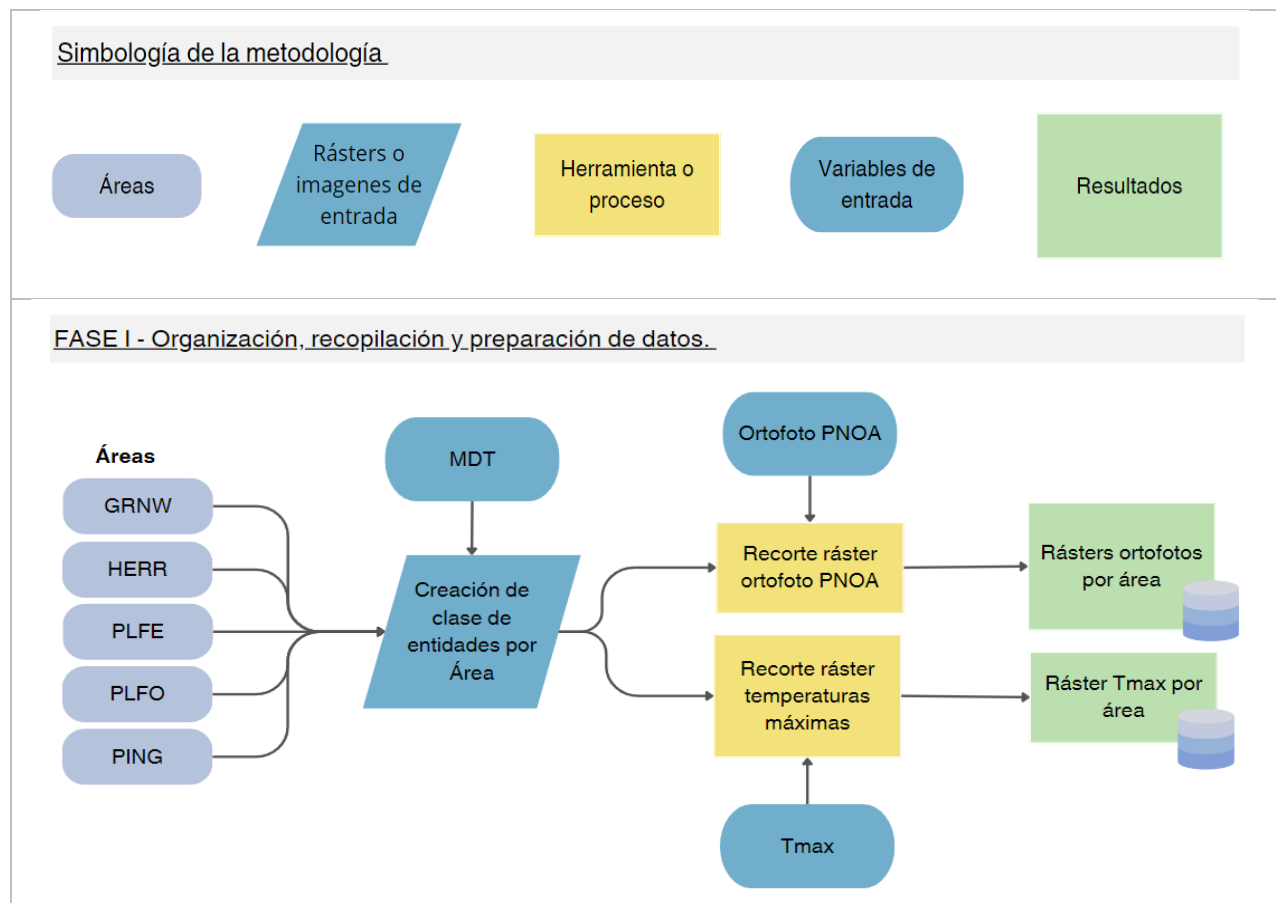 Simbología de la metodología
Áreas
Rásters o
imagenes de
entrada
Herramienta o
proceso
Variables de
entrada
Resultados
FASE I - Organización, recopilación y preparación de datos.
Áreas
GRNW
HERR
PLFE
PLFO
PING
MDT
Creación de
clase de
entidades por
Área
Ortofoto PNOA
Recorte ráster
ortofoto PNOA
Recorte ráster
temperaturas
máximas
Tmax
Rásters ortofotos
por área
Ráster Tmax por
área